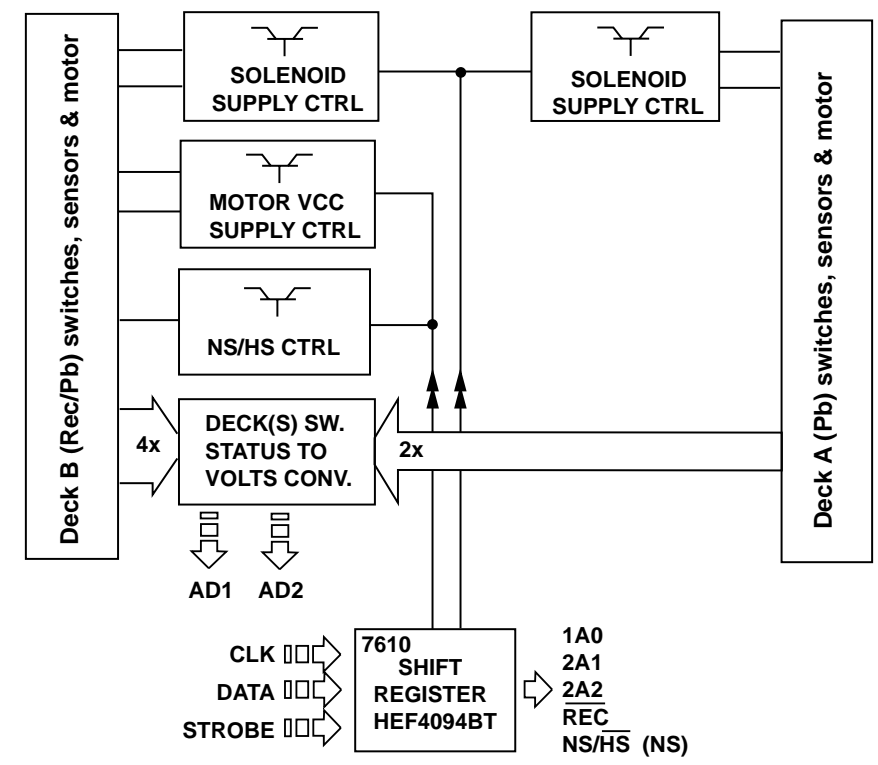 Deck B (Rec/Pb) switches, sensors & motor
SOLENOID
SUPPLY CTRL
SOLENOID
SUPPLY CTRL
Deck A (Pb) switches, sensors & motor
MOTOR VCC
SUPPLY CTRL
NS/HS CTRL
4x
DECK(S) SW.
STATUS TO
VOLTS CONV.
2x
AD1 AD2
CLK
DATA
STROBE
7610
SHIFT
REGISTER
HEF4094BT
1A0
2A1
2A2
REC
NS/HS (NS)